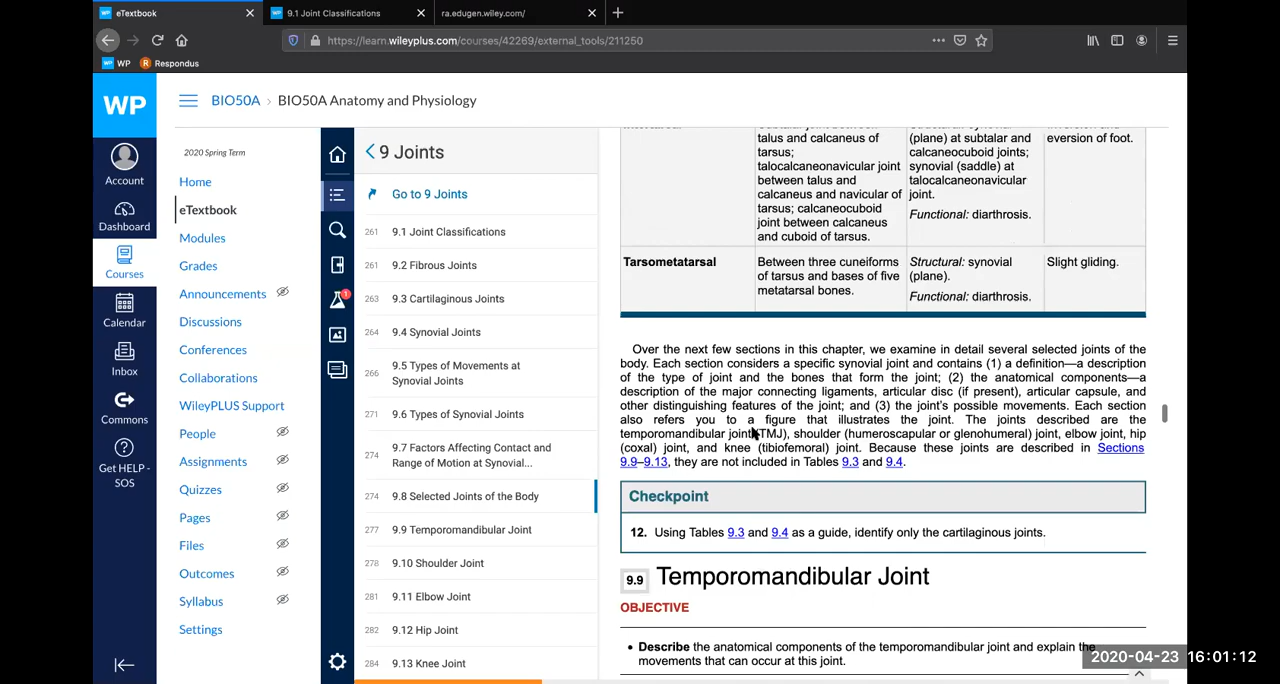 eTextbook
9.1 Joint Classifications
ra.edugen.wiley.com/
https://learn.wileyplus.com/courses/42269/external_tools/211250
WP
Respondus
WP
BIO50A > BIO50A Anatomy and Physiology
Account
Dashboard
Courses
Calendar
Inbox
Commons
Get HELP -
SOS
2020 Spring Term
Home
eTextbook
Modules
Grades
Announcements
Discussions
Conferences
Collaborations
WileyPLUS Support
People
Assignments
Quizzes
Pages
Files
Outcomes
Syllabus
Settings
1
9 Joints
Go to 9 Joints
261 9.1 Joint Classifications
261 9.2 Fibrous Joints
263 9.3 Cartilaginous Joints
264 9.4 Synovial Joints
266 9.5 Types of Movements at
Synovial Joints
271 9.6 Types of Synovial Joints
274 9.7 Factors Affecting Contact and
Range of Motion at Synovial...
274 9.8 Selected Joints of the Body
277 9.9 Temporomandibular Joint
278 9.10 Shoulder Joint
281 9.11 Elbow Joint
282 9.12 Hip Joint
284 9.13 Knee Joint
talus and calcaneus of
tarsus;
talocalcaneonavicular joint
between talus and
calcaneus and navicular of
tarsus; calcaneocuboid
joint between calcaneus
and cuboid of tarsus.
(plane) at subtalar and
calcaneocuboid joints;
synovial (saddle) at
talocalcaneonavicular
joint.
Functional: diarthrosis.
eversion of foot.
Tarsometatarsal
Between three cuneiforms
of tarsus and bases of five
metatarsal bones.
Structural: synovial
(plane).
Functional: diarthrosis.
Slight gliding.
Over the next few sections in this chapter, we examine in detail several selected joints of the
body. Each section considers a specific synovial joint and contains (1) a definition—a description
of the type of joint and the bones that form the joint; (2) the anatomical components—a
description of the major connecting ligaments, articular disc (if present), articular capsule, and
other distinguishing features of the joint; and (3) the joint's possible movements. Each section
also refers you to a figure that illustrates the joint. The joints described are the
temporomandibular joint (TMJ), shoulder (humeroscapular or glenohumeral) joint, elbow joint, hip
(coxal) joint, and knee (tibiofemoral) joint. Because these joints are described in Sections
9.9–9.13, they are not included in Tables 9.3 and 9.4.
Checkpoint
12. Using Tables 9.3 and 9.4 as a guide, identify only the cartilaginous joints.
9.9 Temporomandibular Joint
OBJECTIVE
• Describe the anatomical components of the temporomandibular joint and explain the
movements that can occur at this joint.
2020-04-23 16:01:12